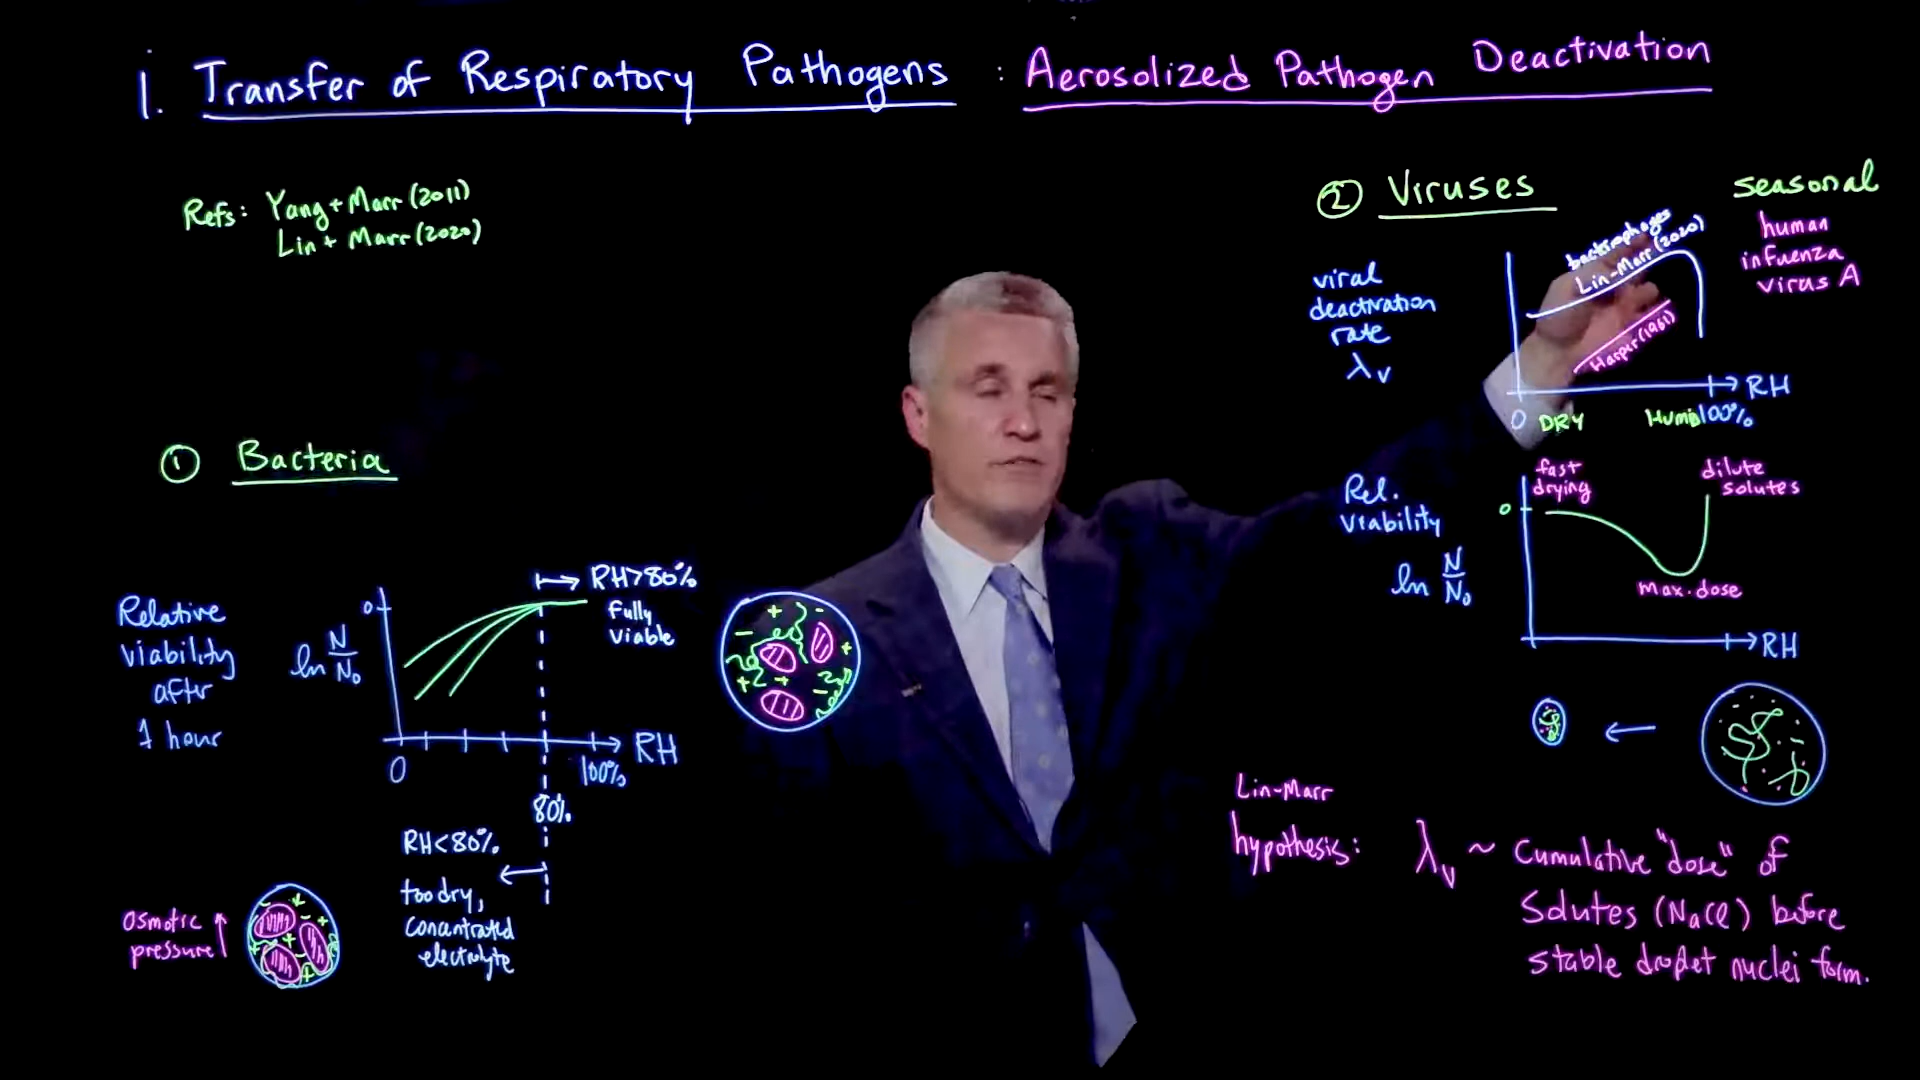 1. Transfer of Respiratory Pathogens : Aerosolized Pathogen Deactivation
Refs: Yang + Marr (2011)
Lin + Marr (2020)
① Bacteria
Relative
viability
after
1 hour
ln N/N₀
0
RH>80%
fully
viable
0
100%
RH
80%
RH<80%
too dry,
concentrated
electrolyte
osmotic
pressure ↑
② Viruses
seasonal
human
infuenza
virus A
viral
deactivation
rate
λv
bactrophages
Lin-Marr (2020)
Harper (1961)
RH
0
DRY
Humid
100%
Rel.
viability
ln N/N₀
0
fast
drying
dilute
solutes
max. dose
RH
Lin-Marr
hypothesis:
λv ~ Cumulative "dose" of
Solutes (NaCl) before
stable droplet nuclei form.